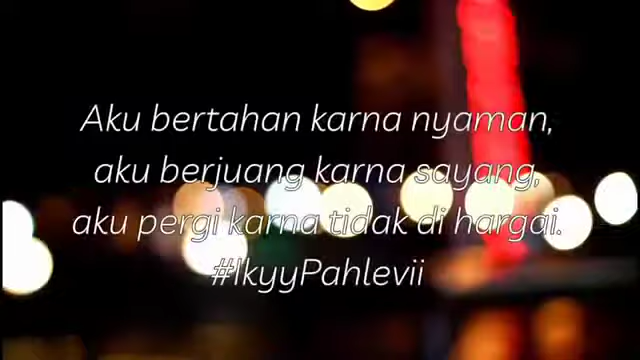 Aku bertahan karna nyaman,
aku berjuang karna sayang,
aku pergi karna tidak di hargai.
#IkyyPahlevii